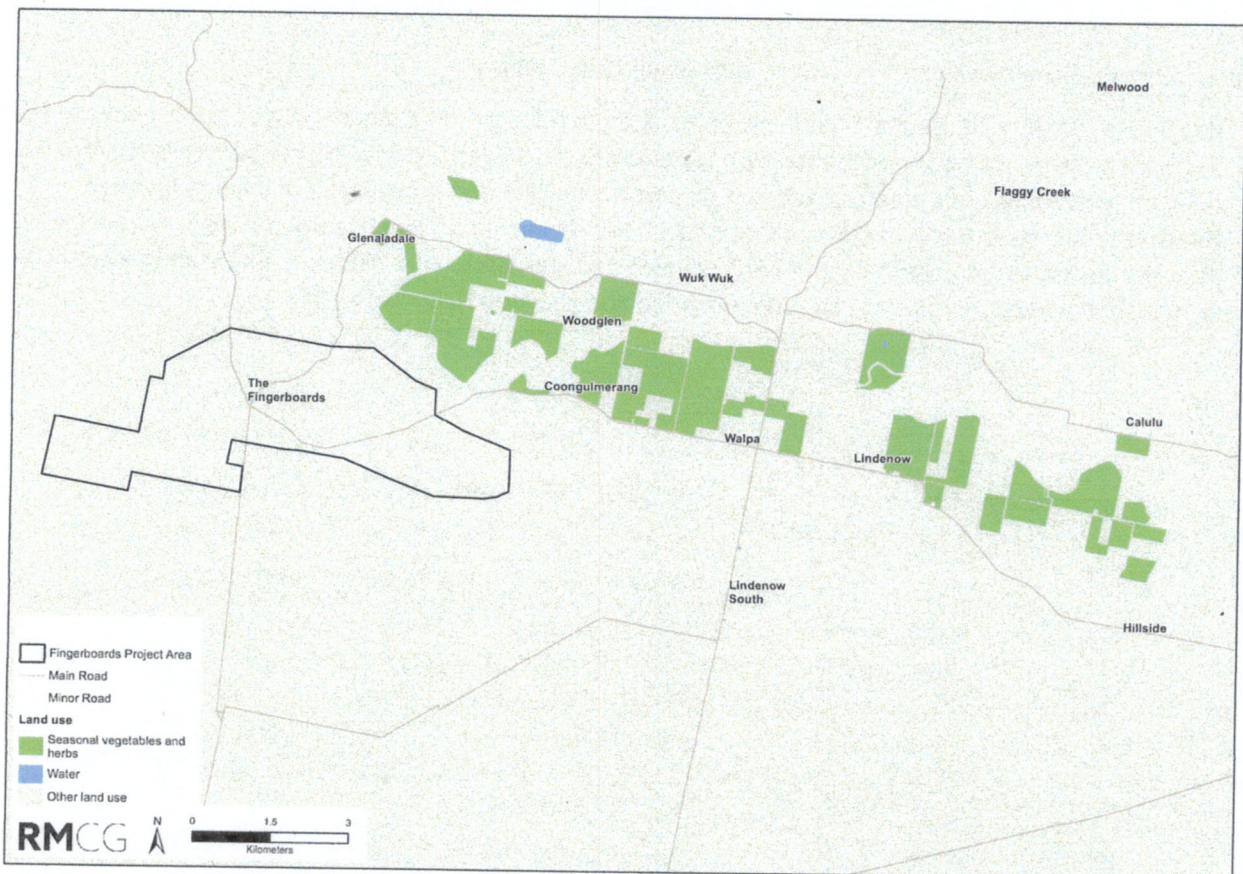 Melwood
Flaggy Creek
Glenaladale
Wuk Wuk
Woodglen
The
Fingerboards
Coongulmerang
Calulu
Walpa
Lindenow
Lindenow
South
Hillside
Fingerboards Project Area
Main Road
Minor Road
Land use
Seasonal vegetables and
herbs
Water
Other land use
RMCG
N
0 1.5 3
Kilometers